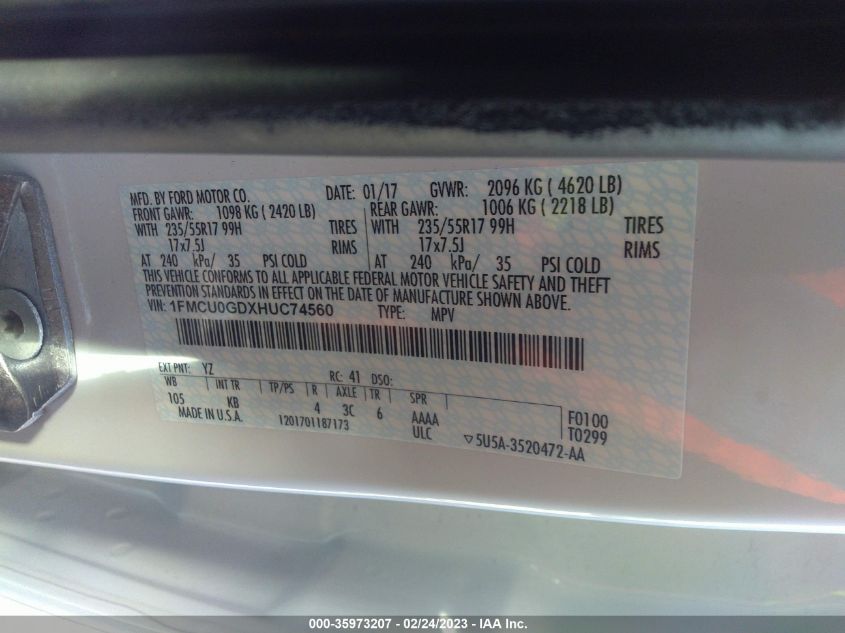 MFD. BY FORD MOTOR CO. DATE: 01/17 GVWR: 2096 KG ( 4620 LB)
FRONT GAWR: 1098 KG ( 2420 LB) REAR GAWR: 1006 KG ( 2218 LB)
WITH 235/55R17 99H TIRES WITH 235/55R17 99H TIRES
17x7.5J RIMS 17x7.5J RIMS
AT 240 kPa/ 35 PSI COLD AT 240 kPa/ 35 PSI COLD
THIS VEHICLE CONFORMS TO ALL APPLICABLE FEDERAL MOTOR VEHICLE SAFETY AND THEFT
PREVENTION STANDARDS IN EFFECT ON THE DATE OF MANUFACTURE SHOWN ABOVE.
VIN: 1FMCU0GDXHUC74560 TYPE: MPV
EXT PNT: YZ RC: 41 DSO:
WB INT TR TP/PS R AXLE TR SPR
105 KB 4 3C 6 AAAA F0100
MADE IN U.S.A. 1201701187173 ULC T0299
▽5U5A-3520472-AA
000-35973207 - 02/24/2023 - IAA Inc.